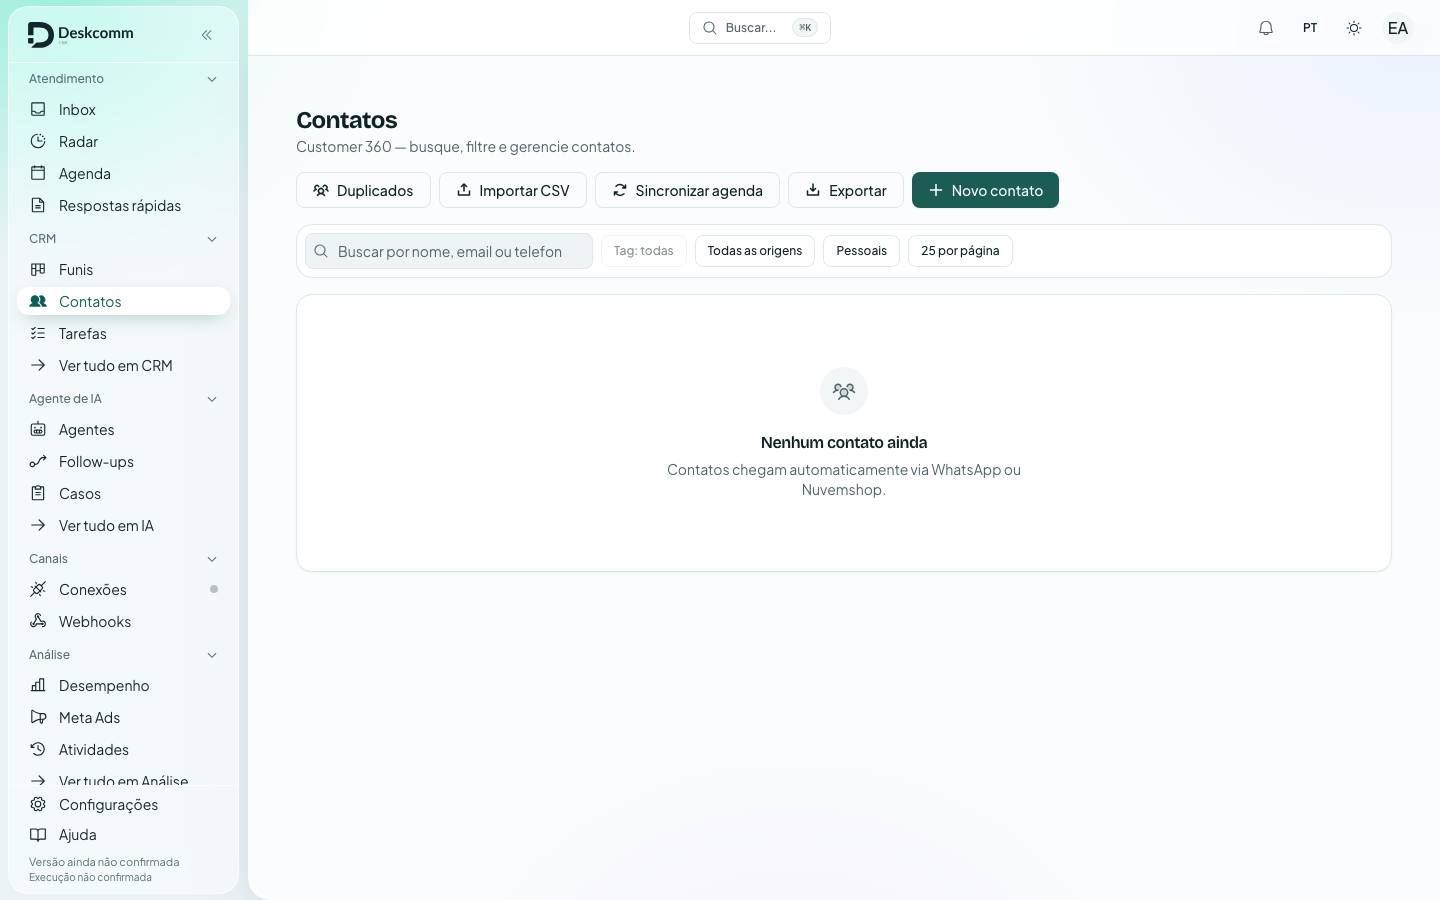 Deskcomm
Atendimento
Inbox
Radar
Agenda
Respostas rápidas
CRM
Funis
Contatos
Tarefas
Ver tudo em CRM
Agente de IA
Agentes
Follow-ups
Casos
Ver tudo em IA
Canais
Conexões
Webhooks
Análise
Desempenho
Meta Ads
Atividades
Ver tudo em Análise
Configurações
Ajuda
Versão ainda não confirmada
Execução não confirmada
Buscar... ⌘K
PT
EA
Contatos
Customer 360 — busque, filtre e gerencie contatos.
Duplicados Importar CSV Sincronizar agenda Exportar Novo contato
Buscar por nome, email ou telefon Tag: todas Todas as origens Pessoais 25 por página
Nenhum contato ainda
Contatos chegam automaticamente via WhatsApp ou
Nuvemshop.